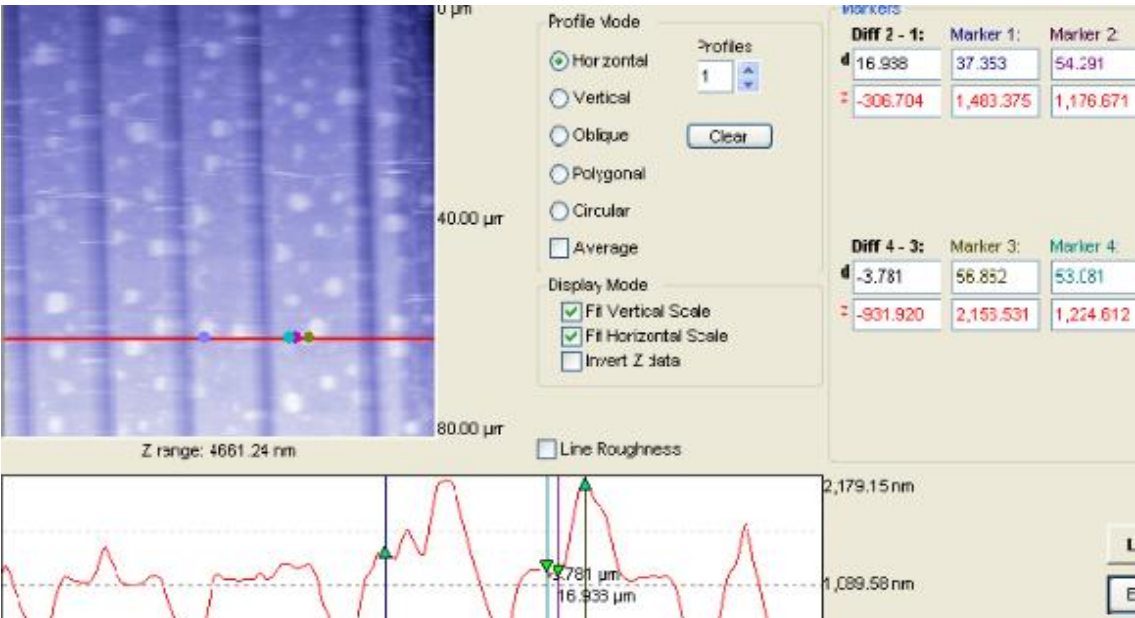 0 µm
40.00 µm
80.00 µm
Z range: 4661.24 nm
Profile Mode
Horizontal
Vertical
Oblique
Polygonal
Circular
Average
Profiles
1
Clear
Display Mode
Fit Vertical Scale
Fit Horizontal Scale
Invert Z data
Line Roughness
Markers
Diff 2 - 1: Marker 1: Marker 2:
d 16.938 37.353 54.291
z -306.704 1,483.375 1,176.671
Diff 4 - 3: Marker 3: Marker 4:
d -3.781 56.862 53.081
z -931.920 2,156.531 1,224.612
2,179.15 nm
1,089.58 nm
-3.781 µm
16.938 µm